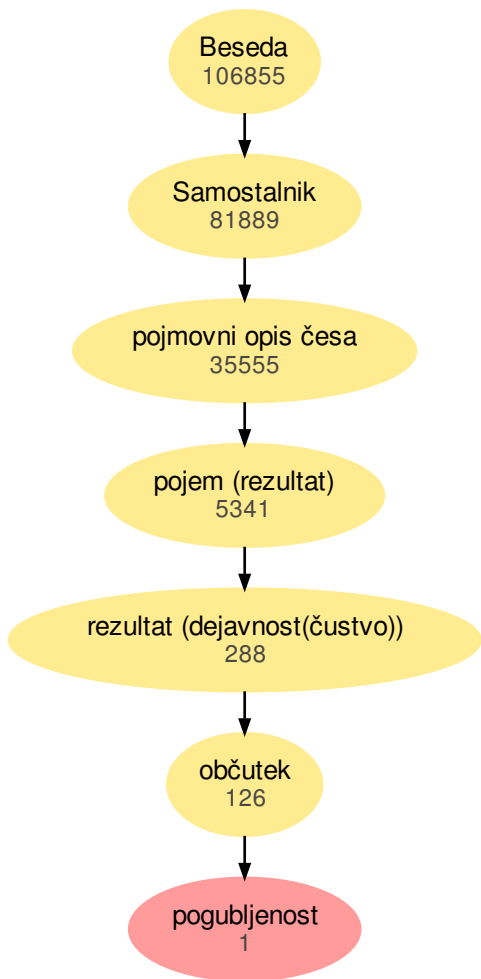 Beseda
106855
Samostalnik
81889
pojmovni opis česa
35555
pojem (rezultat)
5341
rezultat (dejavnost(čustvo))
288
občutek
126
pogubljenost
1